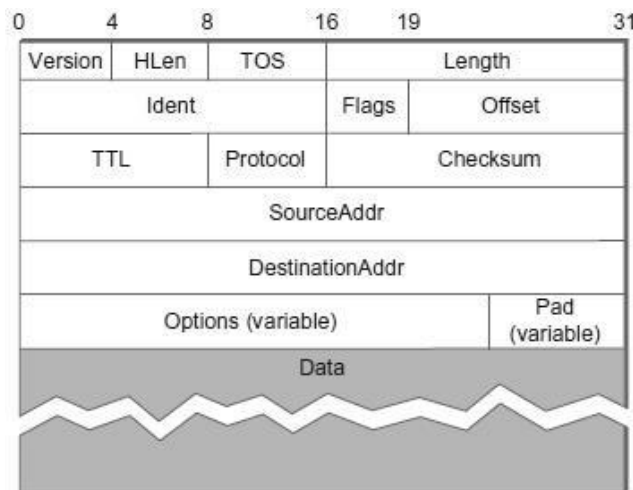 0 4 8 16 19 31
Version HLen TOS Length
Ident Flags Offset
TTL Protocol Checksum
SourceAddr
DestinationAddr
Options (variable) Pad
(variable)
Data